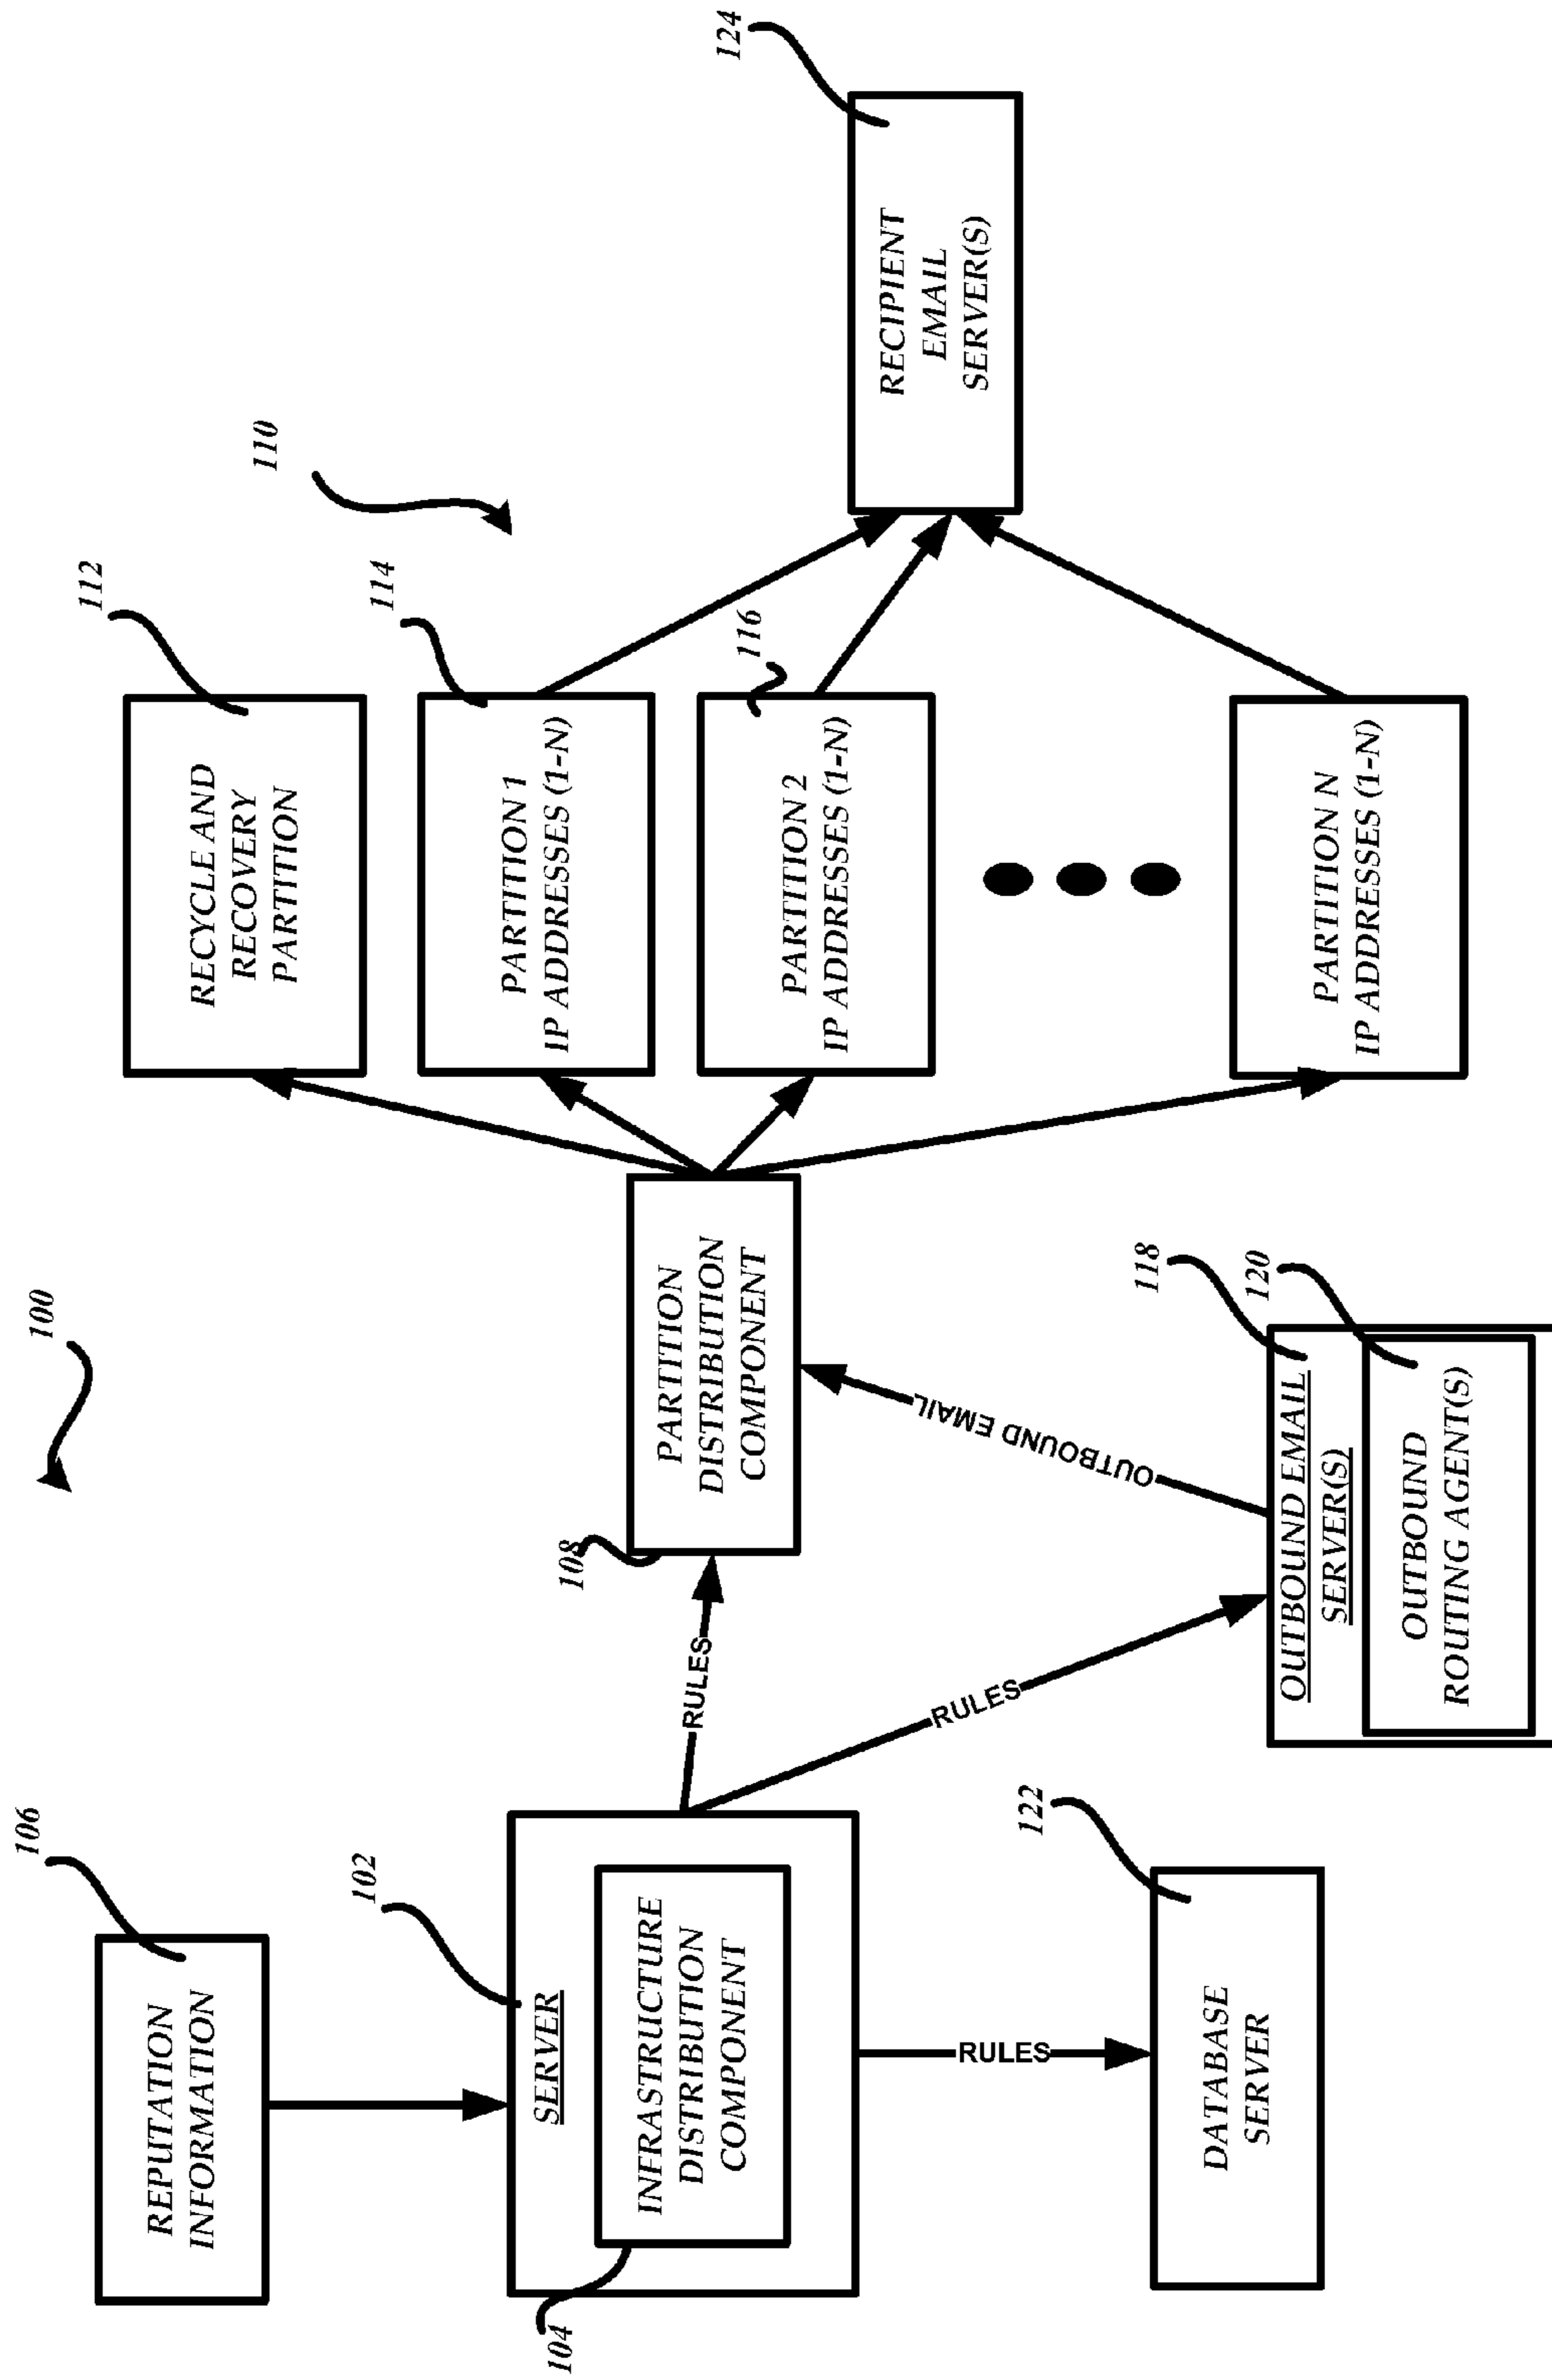 100
106
REPUTATION
INFORMATION
102
SERVER
INFRASTRUCTURE
DISTRIBUTION
COMPONENT
104
RULES
RULES
RULES
122
DATABASE
SERVER
108
PARTITION
DISTRIBUTION
COMPONENT
OUTBOUND EMAIL
118
OUTBOUND EMAIL
SERVER(S)
120
OUTBOUND
ROUTING AGENT(S)
110
112
RECYCLE AND
RECOVERY
PARTITION
114
PARTITION 1
IP ADDRESSES (1-N)
116
PARTITION 2
IP ADDRESSES (1-N)
PARTITION N
IP ADDRESSES (1-N)
124
RECIPIENT
EMAIL
SERVER(S)